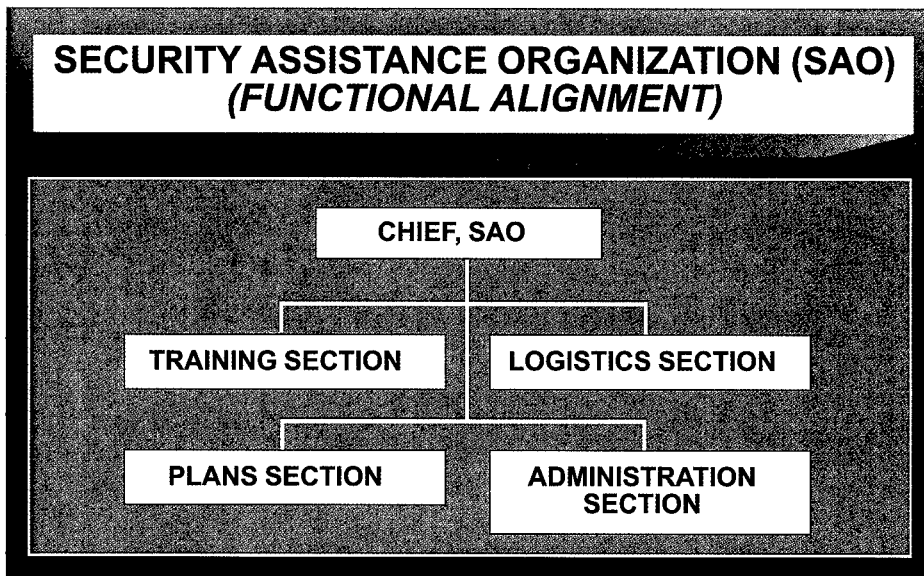 SECURITY ASSISTANCE ORGANIZATION (SAO)
(FUNCTIONAL ALIGNMENT)
CHIEF, SAO
TRAINING SECTION
LOGISTICS SECTION
PLANS SECTION
ADMINISTRATION
SECTION